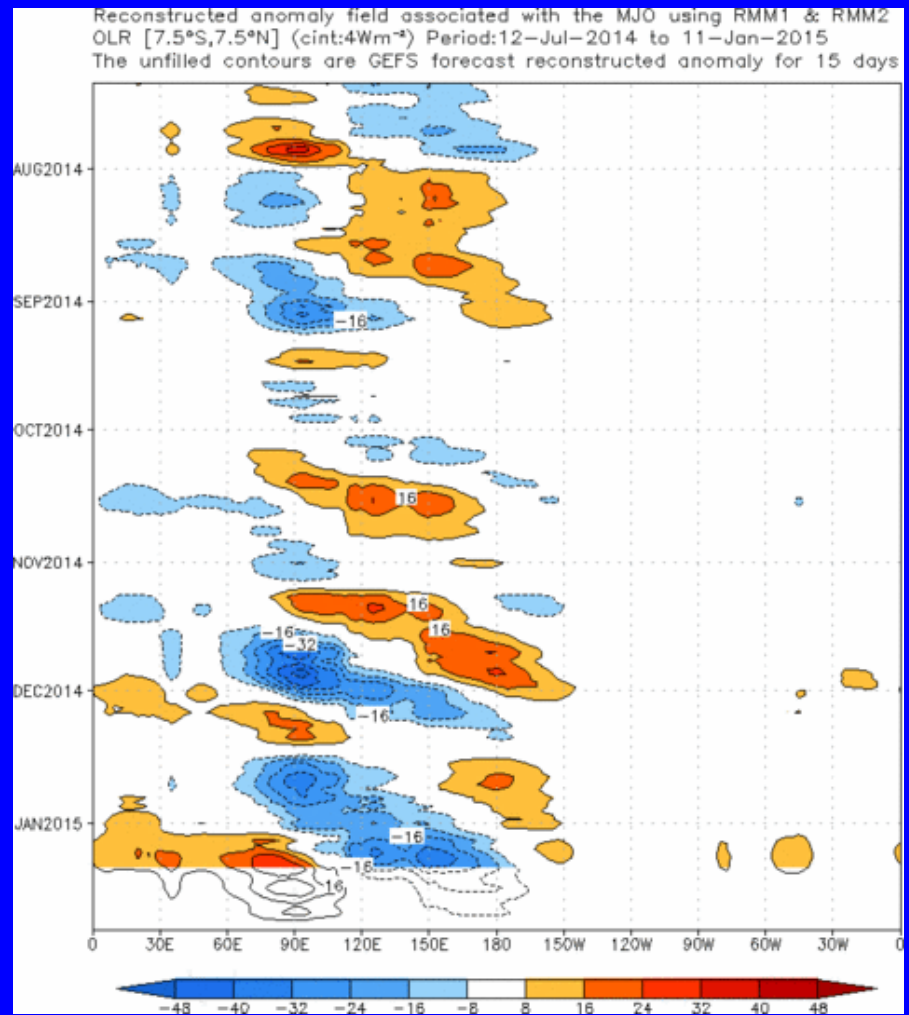 Reconstructed anomaly field associated with the MJO using RMM1 & RMM2
OLR [7.5°S,7.5°N] (cint:4Wm⁻²) Period:12-Jul-2014 to 11-Jan-2015
The unfilled contours are GEFS forecast reconstructed anomaly for 15 days
AUG2014
SEP2014
-16
OCT2014
16
NOV2014
16
16
-16
-32
DEC2014
-16
JAN2015
-16
-16
16
0 30E 60E 90E 120E 150E 180 150W 120W 90W 60W 30W 0
-48 -40 -32 -24 -16 -8 8 16 24 32 40 48